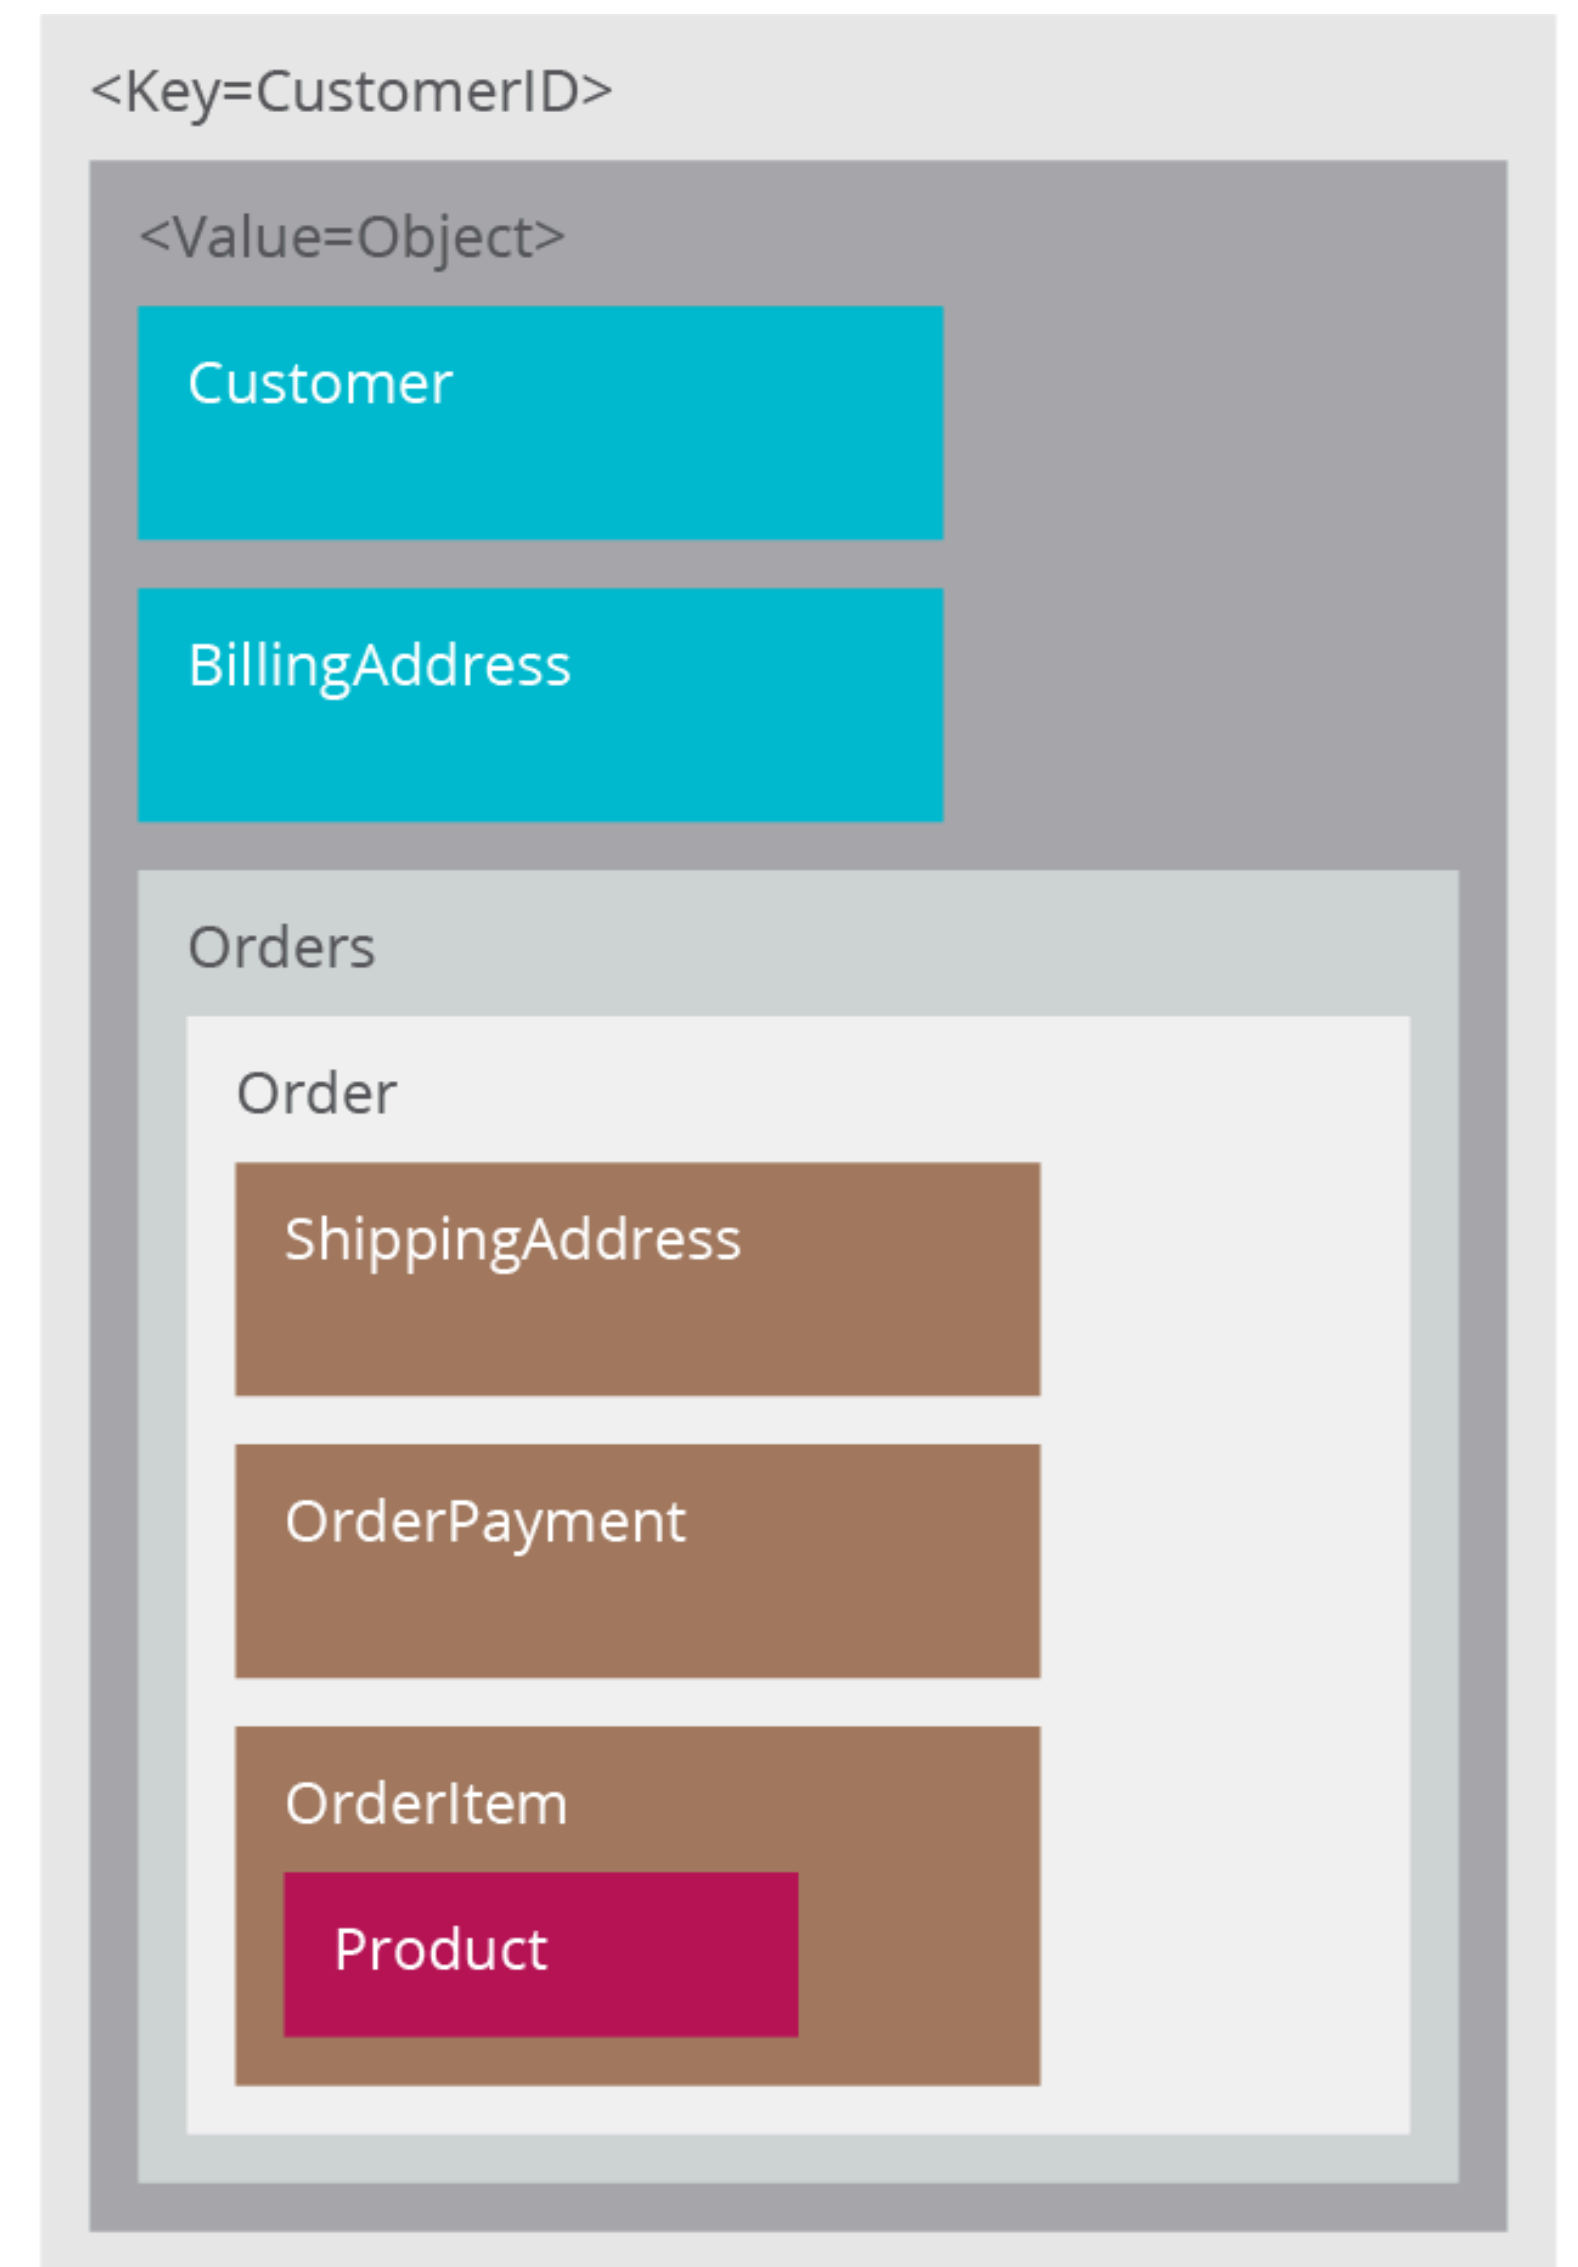 <Key=CustomerID>
<Value=Object>
Customer
BillingAddress
Orders
Order
ShippingAddress
OrderPayment
OrderItem
Product